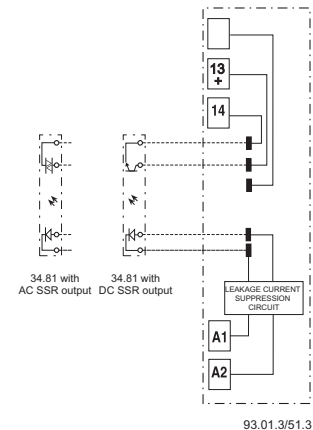 13
+
14
34.81 with
AC SSR output
34.81 with
DC SSR output
LEAKAGE CURRENT
SUPPRESSION
CIRCUIT
A1
A2
93.01.3/51.3